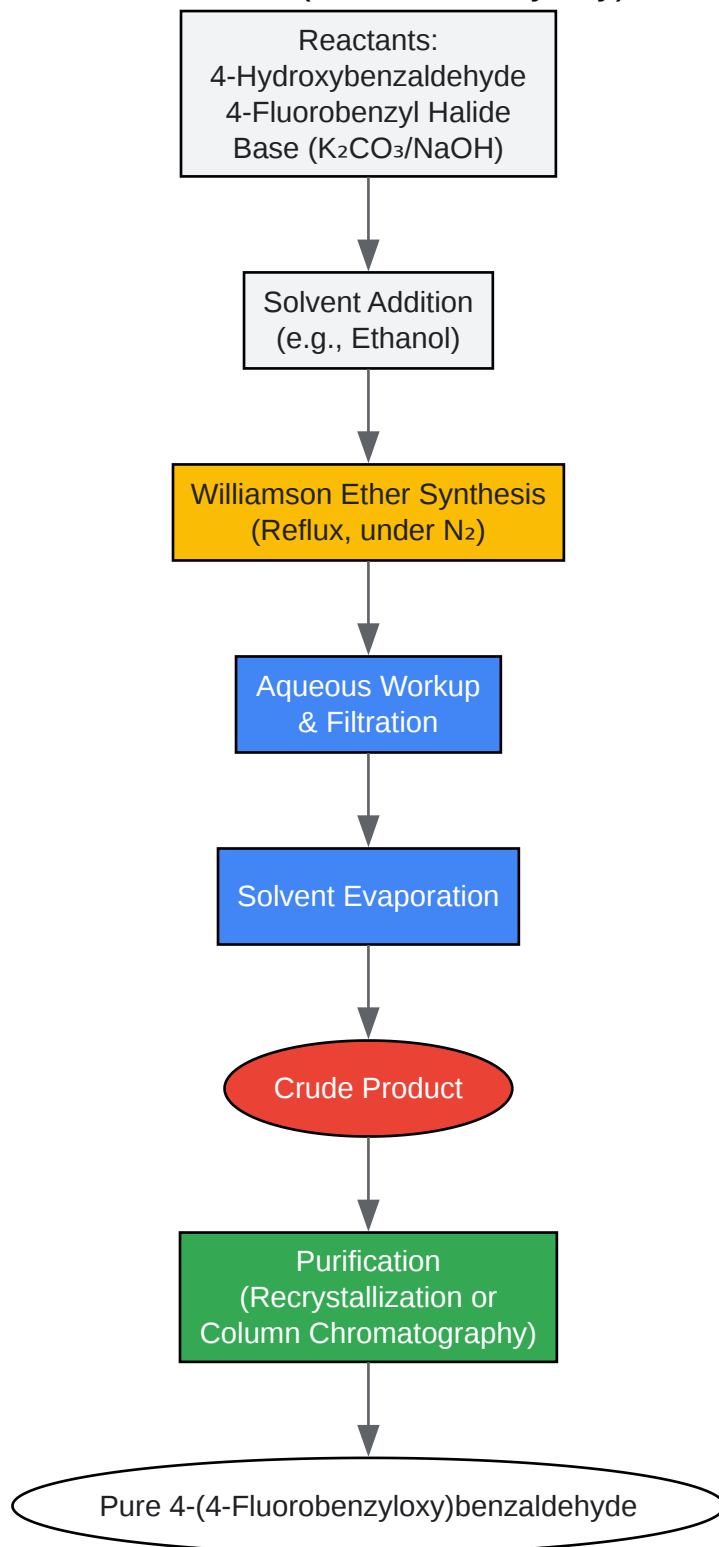 Reactants:
4-Hydroxybenzaldehyde
4-Fluorobenzyl Halide
Base (K₂CO₃/NaOH)
Solvent Addition
(e.g., Ethanol)
Williamson Ether Synthesis
(Reflux, under N₂)
Aqueous Workup
& Filtration
Solvent Evaporation
Crude Product
Purification
(Recrystallization or
Column Chromatography)
Pure 4-(4-Fluorobenzyloxy)benzaldehyde